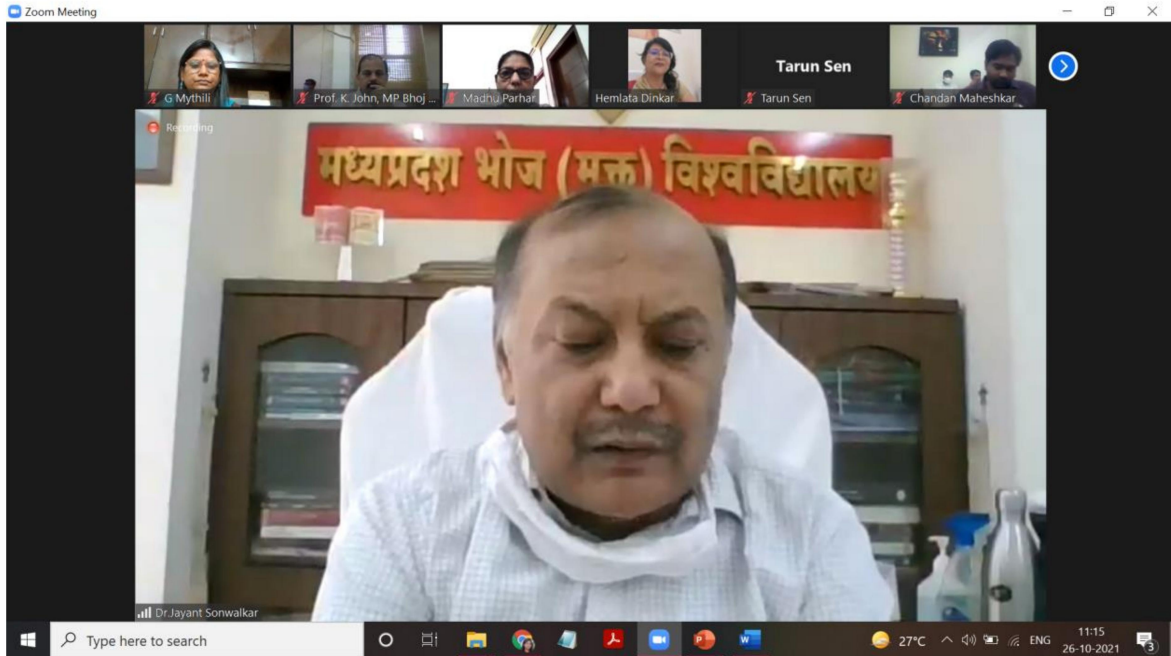 Zoom Meeting
Tarun Sen
G Mythili
Prof. K. John, MP Bhoj ...
Madhu Parhar
Hemlata Dinkar
Tarun Sen
Chandan Maheshkar
Recording
मध्यप्रदेश भोज (मुक्त) विश्वविद्यालय
Dr.Jayant Sonwalkar
Type here to search
27°C
ENG
11:15
26-10-2021
3